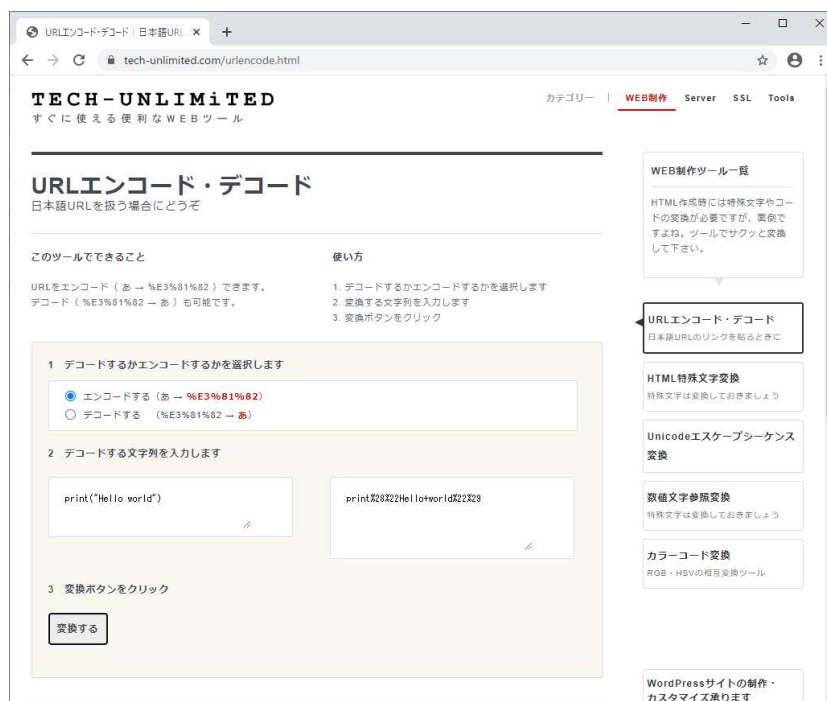 URLエンコード・デコード | 日本語URL
tech-unlimited.com/urlencode.html
TECH-UNLIMiTED
すぐに使える便利なWEBツール
カテゴリー | WEB制作 Server SSL Tools
URLエンコード・デコード
日本語URLを扱う場合にどうぞ
このツールでできること
URLをエンコード（ あ → %E3%81%82 ）できます。
デコード（ %E3%81%82 → あ ）も可能です。
使い方
1. デコードするかエンコードするかを選択します
2. 変換する文字列を入力します
3. 変換ボタンをクリック
1 デコードするかエンコードするかを選択します
エンコードする（あ → %E3%81%82）
デコードする （%E3%81%82 → あ）
2 デコードする文字列を入力します
print("Hello world")
print%28%22Hello+world%22%29
3 変換ボタンをクリック
変換する
WEB制作ツール一覧
HTML作成時には特殊文字やコー
ドの変換が必要ですが、面倒で
すよね。ツールでサクッと変換
して下さい。
URLエンコード・デコード
日本語URLのリンクを貼るときに
HTML特殊文字変換
特殊文字は変換しておきましょう
Unicodeエスケープシーケンス
変換
数値文字参照変換
特殊文字は変換しておきましょう
カラーコード変換
RGB・HSVの相互変換ツール
WordPressサイトの制作・
カスタマイズ承ります